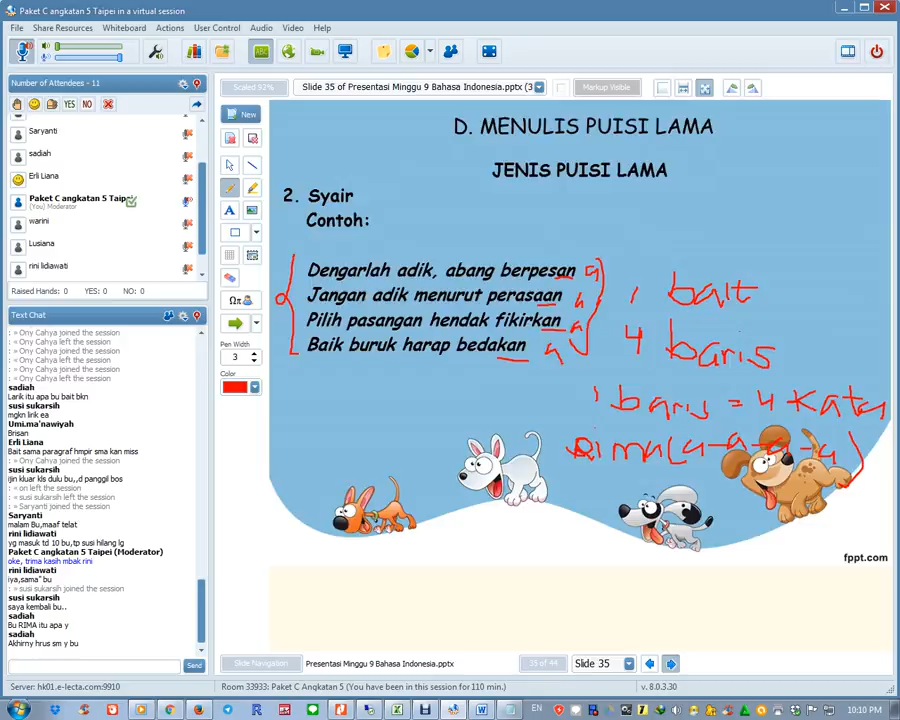 Paket C angkatan 5 Taipei in a virtual session
File Share Resources Whiteboard Actions User Control Audio Video Help
ABC
Number of Attendees - 11
YES NO
Saryanti
sadiah
Erli Liana
Paket C angkatan 5 Taipei
(You) Moderator
warini
Lusiana
rini lidiawati
Raised Hands: 0 YES: 0 NO: 0
Text Chat
: » Ony Cahya joined the session
: » Ony Cahya left the session
: » Ony Cahya left the session
: » Ony Cahya left the session
: » Ony Cahya joined the session
sadiah
Larik itu apa bu bait bkn
susi sukarsih
mgkn lirik ea
Umi.ma'nawiyah
Brisan
Erli Liana
Bait sama paragraf hmpir sma kan miss
: » Ony Cahya joined the session
susi sukarsih
ijin kluar kls dulu bu,,d panggil bos
: » on left the session
: » susi sukarsih left the session
: » Saryanti joined the session
Saryanti
malam Bu,maaf telat
rini lidiawati
yg masuk td 10 bu,tp susi hilang lg
Paket C angkatan 5 Taipei (Moderator)
oke, trima kasih mbak rini
rini lidiawati
iya,sama" bu
: » susi sukarsih joined the session
susi sukarsih
saya kembali bu..
sadiah
Bu RIMA itu apa y
sadiah
Akhirny hrus sm y bu
Send
Scaled 92%
Slide 35 of Presentasi Minggu 9 Bahasa Indonesia.pptx (3
Markup Visible
New
A
Ωπ
Pen Width
3
Color
D. MENULIS PUISI LAMA
JENIS PUISI LAMA
2. Syair
Contoh:
Dengarlah adik, abang berpesan a
Jangan adik menurut perasaan a
Pilih pasangan hendak fikirkan a
Baik buruk harap bedakan a
1 bait
4 baris
1 baris = 4 kata
Rima (a-a-a-a)
fppt.com
Slide Navigation
Presentasi Minggu 9 Bahasa Indonesia.pptx
35 of 44
Slide 35
Server: hk01.e-lecta.com:9910
Room 33933: Paket C Angkatan 5 (You have been in this session for 110 min.)
v. 8.0.3.30
EN
10:10 PM